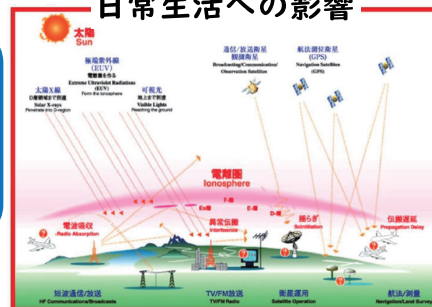 日常生活への影響
太陽
Sun
極端紫外線
(EUV)
電離圏を作る
Extreme Ultraviolet Radiations
(EUV)
Form the Ionosphere
太陽X線
D層領域まで到達
Solar X-rays
Penetrate into D-region
可視光
地上まで到達
Visible Lights
Reaching the ground
通信/放送衛星
観測衛星
Broadcasting/Communication/
Observation Satellites
航法測位衛星
(GPS)
Navigation Satellites
(GPS)
電離圏
Ionosphere
F-層
Es層
E-層
D-層
電波吸収
Radio Absorption
異常伝搬
Interference
揺らぎ
Scintillation
伝搬遅延
Propagation Delay
短波通信/放送
HF Communications/Broadcasts
TV/FM放送
TV/FM Radio
衛星運用
Satellite Operation
航法/測量
Navigation/Land Survey